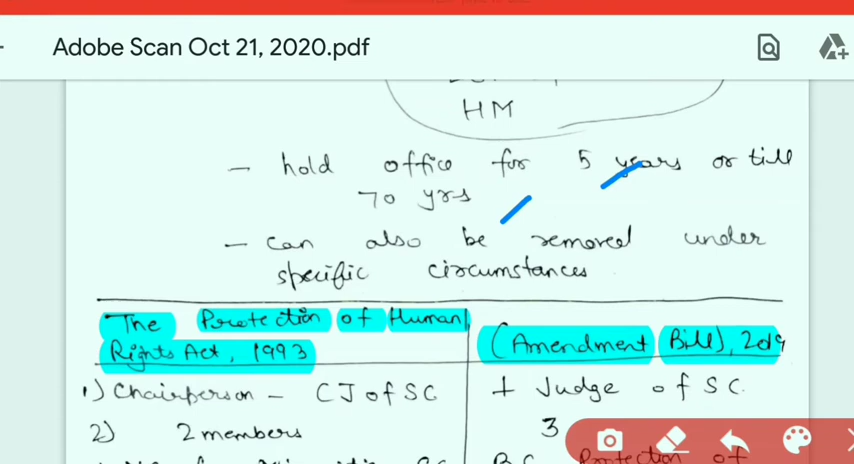 Adobe Scan Oct 21, 2020.pdf
HM
– hold office for 5 years or till
70 yrs
– can also be removed under
specific circumstances
The Protection of Human
Rights Act, 1993
(Amendment Bill), 2019
1) Chairperson – CJ of SC
+ Judge of SC.
2) 2 members
3
Protection of